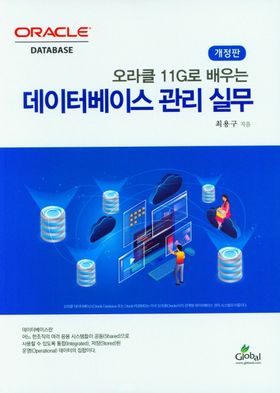 ORACLE
DATABASE
개정판
오라클 11G로 배우는
데이터베이스 관리 실무
최용구 지음
데이터베이스란
어느 한조직의 여러 응용 시스템들이 공동(Shared)으로
사용할 수 있도록 통합(Integrated), 저장(Stored)된
운영(Operational) 데이터의 집합이다.
Global